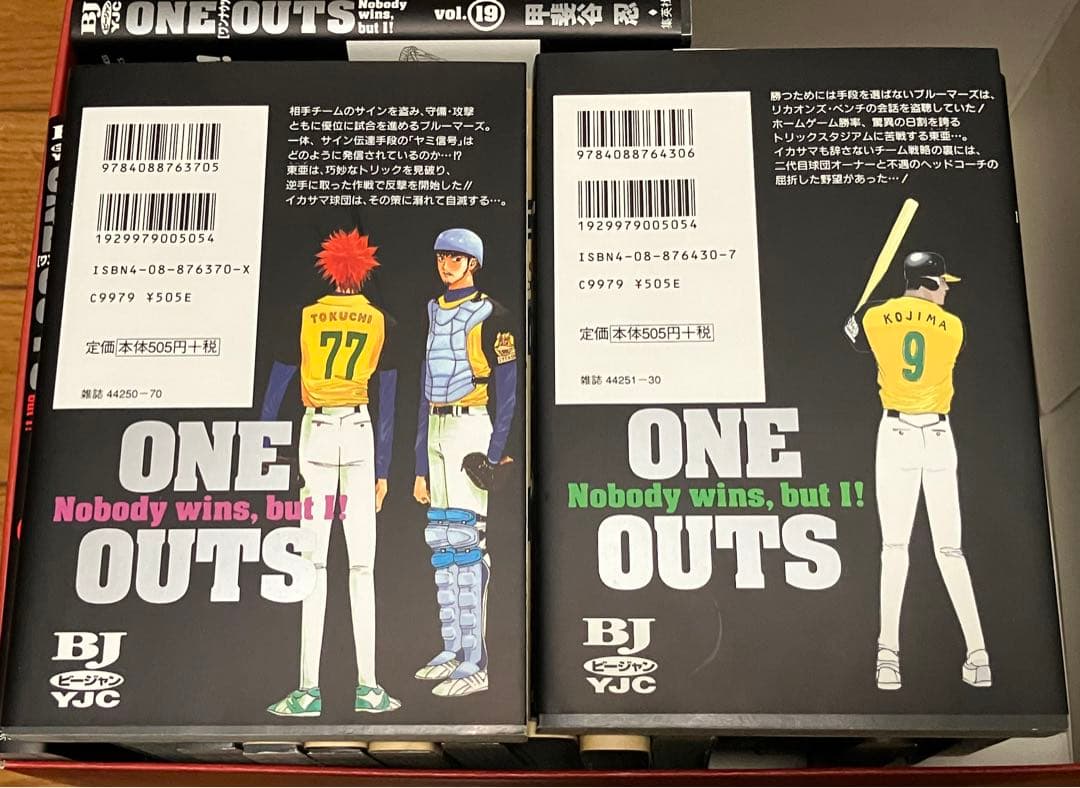 BJ
ビージャン
YJC
ONE OUTS
Nobody
wins,
but I!
vol.19
甲斐谷 忍
集英社
相手チームのサインを盗み、守備・攻撃
ともに優位に試合を進めるブルーマーズ。
一体、サイン伝達手段の「ヤミ信号」は
どのように発信されているのか…!?
東亜は、巧妙なトリックを見破り、
逆手に取った作戦で反撃を開始した!!
イカサマ球団は、その策に溺れて自滅する…。
9784088763705
1929979005054
ISBN4-08-876370-X
C9979 ¥505E
定価 本体505円+税
雑誌 44250-70
TOKUCHI
77
ONE
Nobody wins, but I!
OUTS
BJ
ビージャン
YJC
勝つためには手段を選ばないブルーマーズは、
リカオンズ・ベンチの会話を盗聴していた!
ホームゲーム勝率、驚異の日割を誇る
トリックスタジアムに苦戦する東亜…。
イカサマも辞さないチーム戦略の裏には、
二代目球団オーナーと不遇のヘッドコーチの
屈折した野望があった…!
9784088764306
1929979005054
ISBN4-08-876430-7
C9979 ¥505E
定価 本体505円+税
雑誌 44251-30
KOJIMA
9
ONE
Nobody wins, but I!
OUTS
BJ
ビージャン
YJC